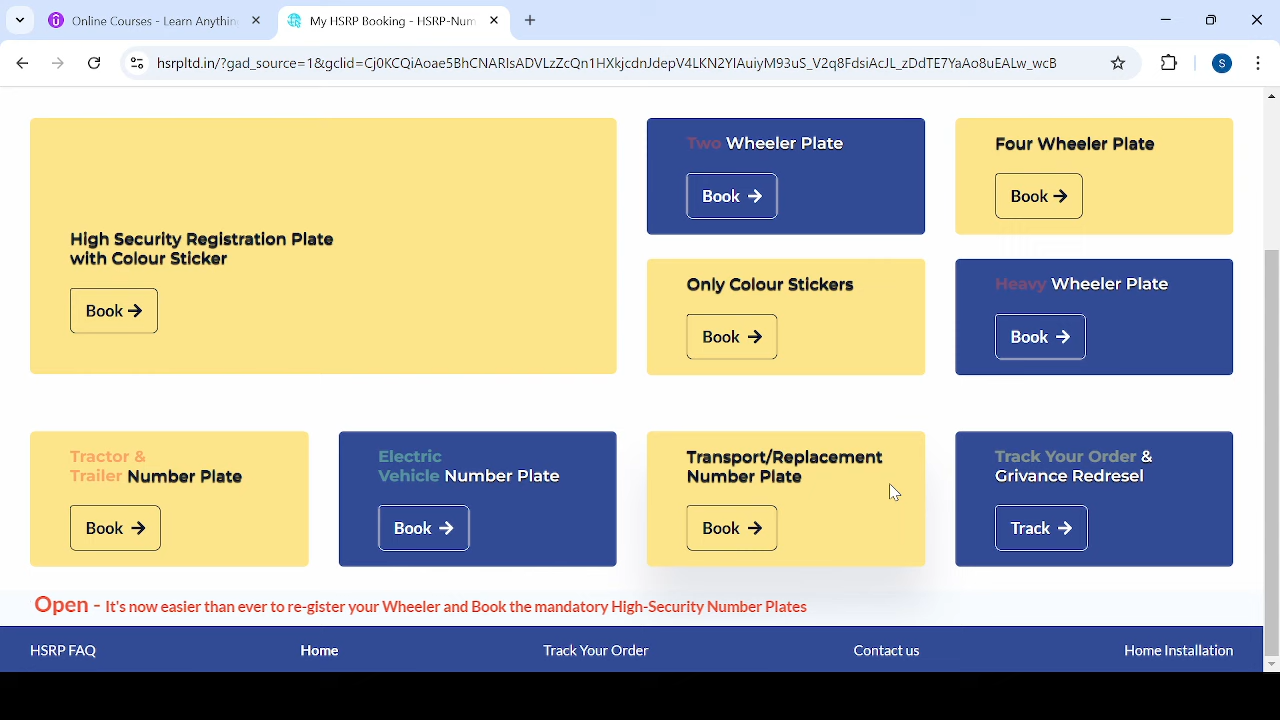 Online Courses - Learn Anythin
My HSRP Booking - HSRP-Num
hsrpltd.in/?gad_source=1&gclid=Cj0KCQiAoae5BhCNARIsADVLzZcQn1HXkjcdnJdepV4LKN2YIAuiyM93uS_V2q8FdsiAcJL_zDdTE7YaAo8uEALw_wcB
S
Two Wheeler Plate
Book
Four Wheeler Plate
Book
High Security Registration Plate
with Colour Sticker
Book
Only Colour Stickers
Book
Heavy Wheeler Plate
Book
Tractor &
Trailer Number Plate
Book
Electric
Vehicle Number Plate
Book
Transport/Replacement
Number Plate
Book
Track Your Order &
Grivance Redresel
Track
Open - It's now easier than ever to re-gister your Wheeler and Book the mandatory High-Security Number Plates
HSRP FAQ
Home
Track Your Order
Contact us
Home Installation